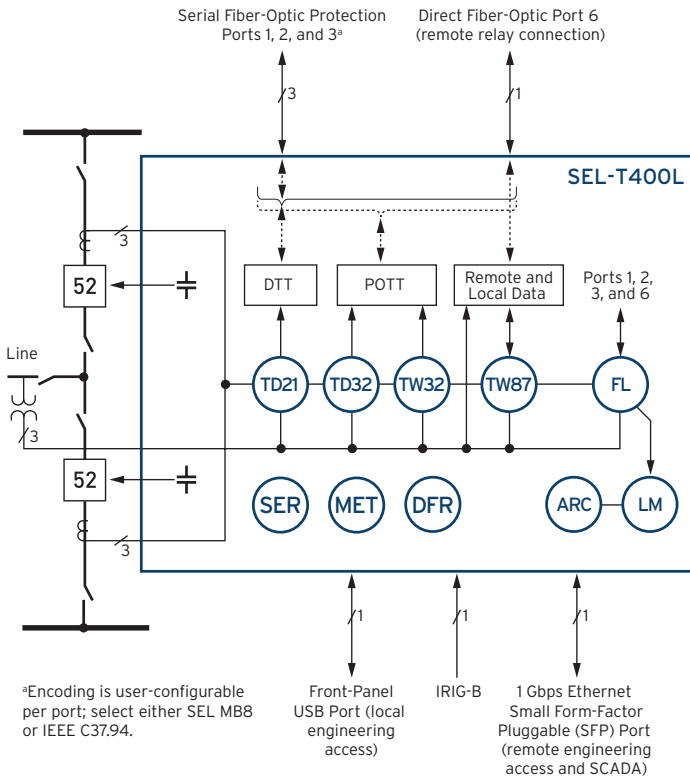 Serial Fiber-Optic Protection
Ports 1, 2, and 3ᵃ
Direct Fiber-Optic Port 6
(remote relay connection)
3
1
SEL-T400L
3
52
DTT
POTT
Remote and
Local Data
Ports 1, 2,
3, and 6
Line
TD21
TD32
TW32
TW87
FL
3
52
SER
MET
DFR
ARC
LM
3
1
1
1
ᵃEncoding is user-configurable
per port; select either SEL MB8
or IEEE C37.94.
Front-Panel
USB Port (local
engineering
access)
IRIG-B
1 Gbps Ethernet
Small Form-Factor
Pluggable (SFP) Port
(remote engineering
access and SCADA)